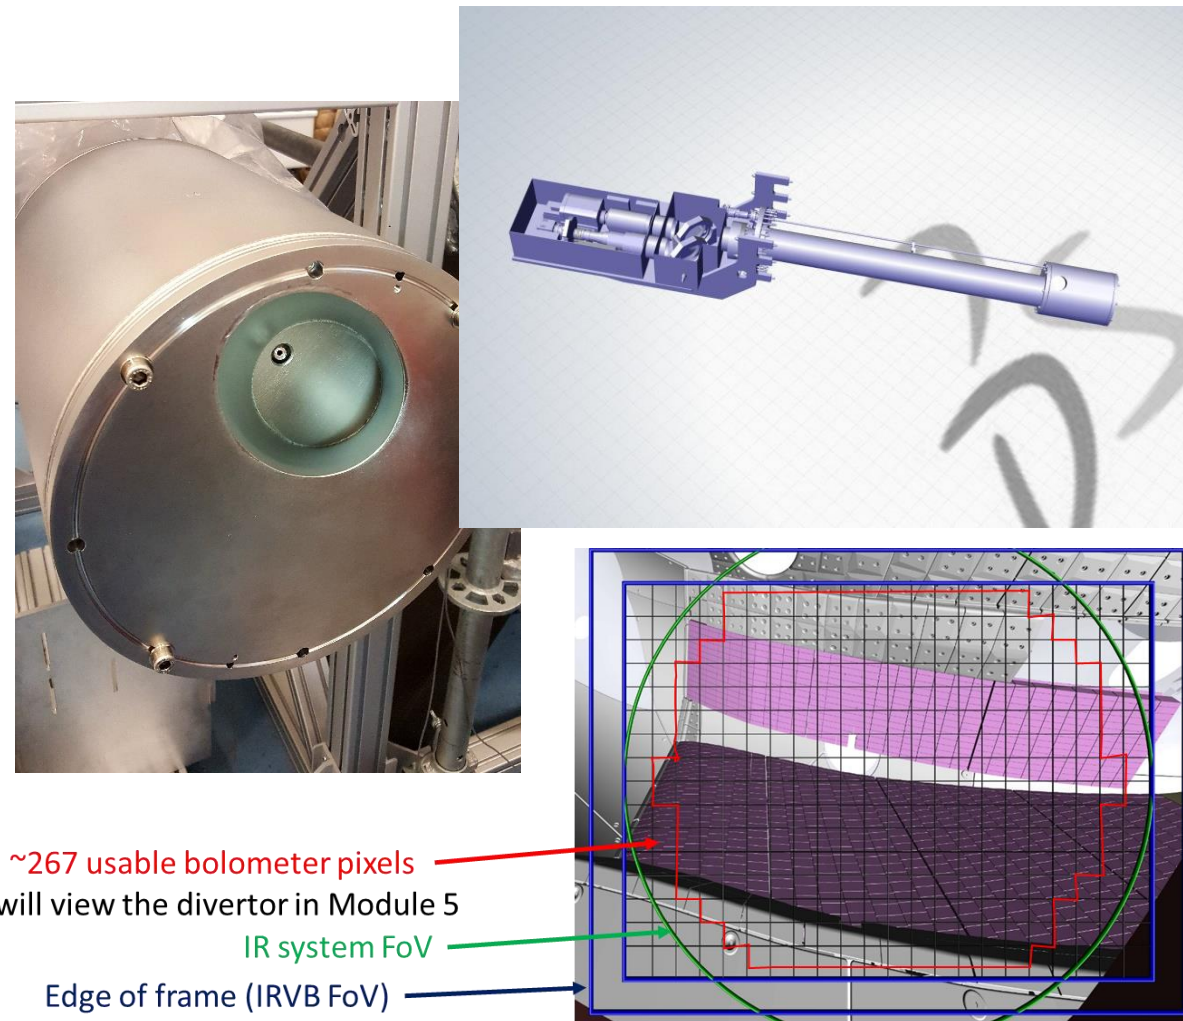 ~267 usable bolometer pixels
will view the divertor in Module 5
IR system FoV
Edge of frame (IRVB FoV)